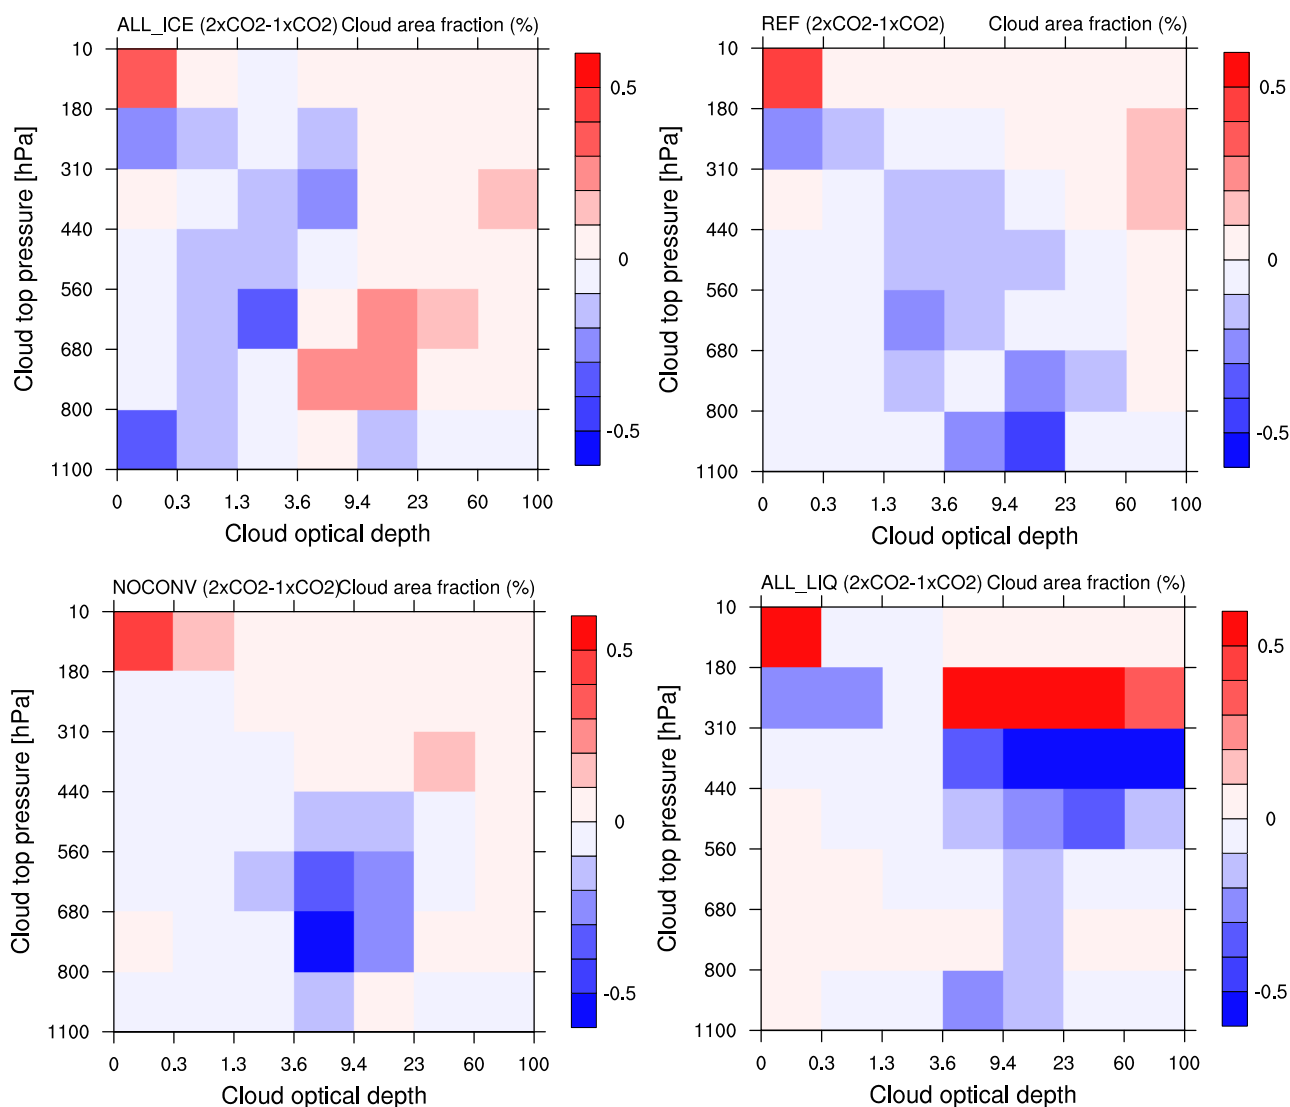 ALL_ICE (2xCO2-1xCO2) Cloud area fraction (%)
10
180
310
440
560
680
800
1100
Cloud top pressure [hPa]
0 0.3 1.3 3.6 9.4 23 60 100
Cloud optical depth
0.5
0
-0.5
REF (2xCO2-1xCO2) Cloud area fraction (%)
10
180
310
440
560
680
800
1100
Cloud top pressure [hPa]
0 0.3 1.3 3.6 9.4 23 60 100
Cloud optical depth
0.5
0
-0.5
NOCONV (2xCO2-1xCO2)Cloud area fraction (%)
10
180
310
440
560
680
800
1100
Cloud top pressure [hPa]
0 0.3 1.3 3.6 9.4 23 60 100
Cloud optical depth
0.5
0
-0.5
ALL_LIQ (2xCO2-1xCO2) Cloud area fraction (%)
10
180
310
440
560
680
800
1100
Cloud top pressure [hPa]
0 0.3 1.3 3.6 9.4 23 60 100
Cloud optical depth
0.5
0
-0.5